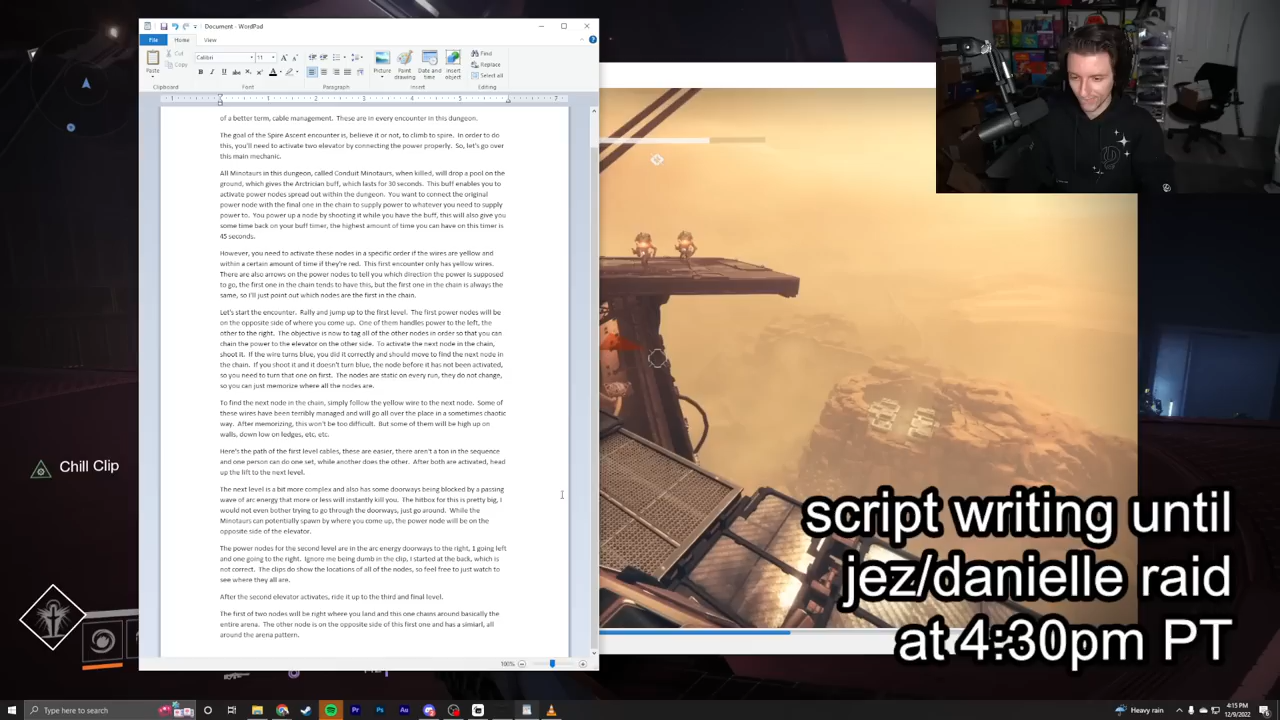 Document - WordPad
File
Home
View
Paste
Cut
Copy
Calibri
11
Picture
Paint
drawing
Date and
time
Insert
object
Find
Replace
Select all
Clipboard
Font
Paragraph
Insert
Editing
of a better term, cable management.  These are in every encounter in this dungeon.
The goal of the Spire Ascent encounter is, believe it or not, to climb to spire.  In order to do
this, you'll need to activate two elevator by connecting the power properly.  So, let's go over
this main mechanic.
All Minotaurs in this dungeon, called Conduit Minotaurs, when killed, will drop a pool on the
ground, which gives the Arctrician buff, which lasts for 30 seconds.  This buff enables you to
activate power nodes spread out within the dungeon.  You want to connect the original
power node with the final one in the chain to supply power to whatever you need to supply
power to.  You power up a node by shooting it while you have the buff, this will also give you
some time back on your buff timer, the highest amount of time you can have on this timer is
45 seconds.
However, you need to activate these nodes in a specific order if the wires are yellow and
within a certain amount of time if they're red.  This first encounter only has yellow wires.
There are also arrows on the power nodes to tell you which direction the power is supposed
to go, the first one in the chain tends to have this, but the first one in the chain is always the
same, so I'll just point out which nodes are the first in the chain.
Let's start the encounter.  Rally and jump up to the first level.  The first power nodes will be
on the opposite side of where you come up.  One of them handles power to the left, the
other to the right.  The objective is now to tag all of the other nodes in order so that you can
chain the power to the elevator on the other side.  To activate the next node in the chain,
shoot it.  If the wire turns blue, you did it correctly and should move to find the next node in
the chain.  If you shoot it and it doesn't turn blue, the node before it has not been activated,
so you need to turn that one on first.  The nodes are static on every run, they do not change,
so you can just memorize where all the nodes are.
To find the next node in the chain, simply follow the yellow wire to the next node.  Some of
these wires have been terribly managed and will go all over the place in a sometimes chaotic
way.  After memorizing, this won't be too difficult.  But some of them will be high up on
walls, down low on ledges, etc, etc.
Here's the path of the first level cables, these are easier, there aren't a ton in the sequence
and one person can do one set, while another does the other.  After both are activated, head
up the lift to the next level.
The next level is a bit more complex and also has some doorways being blocked by a passing
wave of arc energy that more or less will instantly kill you.  The hitbox for this is pretty big, I
would not even bother trying to go through the doorways, just go around.  While the
Minotaurs can potentially spawn by where you come up, the power node will be on the
opposite side of the elevator.
The power nodes for the second level are in the arc energy doorways to the right, 1 going left
and one going to the right.  Ignore me being dumb in the clip, I started at the back, which is
not correct.  The clips do show the locations of all of the nodes, so feel free to just watch to
see where they all are.
After the second elevator activates, ride it up to the third and final level.
The first of two nodes will be right where you land and this one chains around basically the
entire arena.  The other node is on the opposite side of this first one and has a simiarl, all
around the arena pattern.
100%
Chill Clip
script writing until
jez/danielle raid
at 4:30pm PT
Type here to search
Heavy rain
4:15 PM
12/9/2022